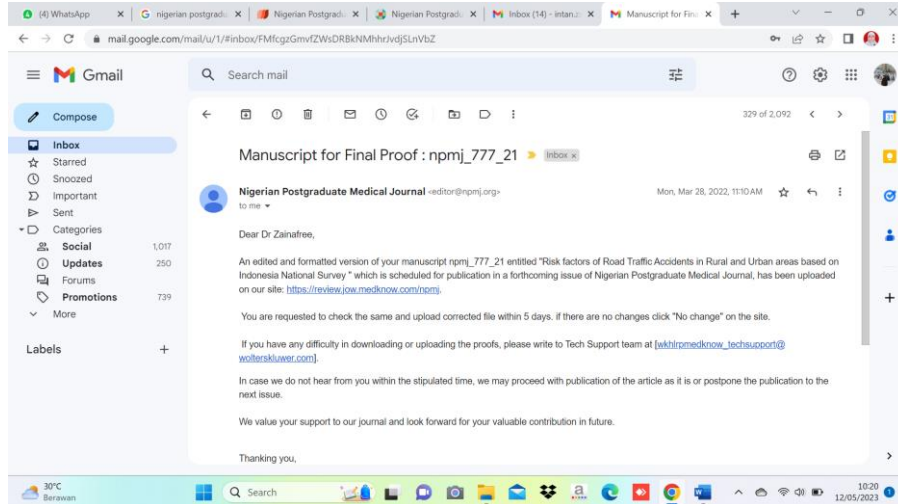 (4) WhatsApp
nigerian postgradu
Nigerian Postgradu
Nigerian Postgradu
Inbox (14) - intan.z
Manuscript for Fin
mail.google.com/mail/u/1/#inbox/FMfcgzGmvfZWsDRBkNMhhrJvdjSLnVbZ
Gmail
Search mail
Compose
329 of 2,092
Inbox
Starred
Snoozed
Important
Sent
Categories
Social 1,017
Updates 250
Forums
Promotions 739
More
Labels
Manuscript for Final Proof : npmj_777_21 Inbox x
Nigerian Postgraduate Medical Journal <editor@npmj.org> Mon, Mar 28, 2022, 11:10 AM
to me
Dear Dr Zainafree,
An edited and formatted version of your manuscript npmj_777_21 entitled "Risk factors of Road Traffic Accidents in Rural and Urban areas based on
Indonesia National Survey " which is scheduled for publication in a forthcoming issue of Nigerian Postgraduate Medical Journal, has been uploaded
on our site: https://review.jow.medknow.com/npmj.
You are requested to check the same and upload corrected file within 5 days. if there are no changes click "No change" on the site.
If you have any difficulty in downloading or uploading the proofs, please write to Tech Support team at [wkhlrpmedknow_techsupport@
wolterskluwer.com].
In case we do not hear from you within the stipulated time, we may proceed with publication of the article as it is or postpone the publication to the
next issue.
We value your support to our journal and look forward for your valuable contribution in future.
Thanking you,
30°C
Berawan
Search
10:20
12/05/2023